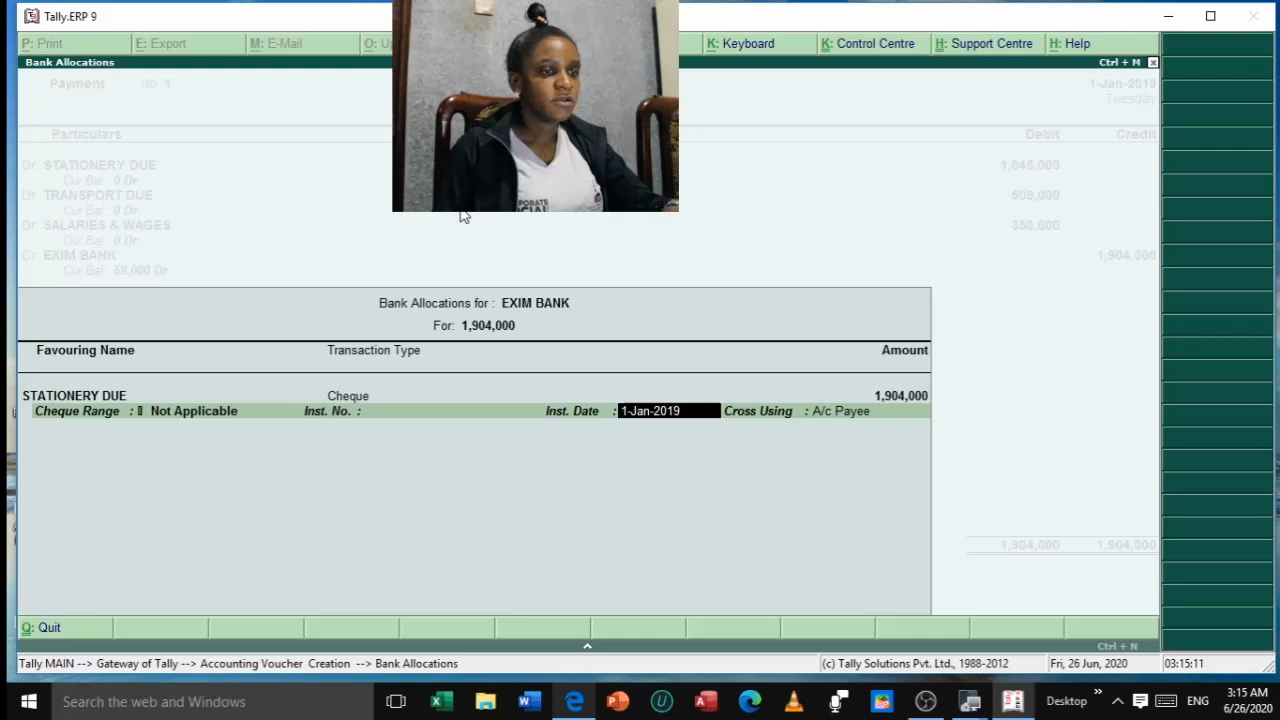 Tally.ERP 9
P: Print E: Export M: E-Mail O: Up K: Keyboard K: Control Centre H: Support Centre H: Help
Bank Allocations Ctrl + M
Payment No. 1 1-Jan-2019
Tuesday
Particulars Debit Credit
Dr STATIONERY DUE 1,045,000
Cur Bal: 0 Dr
Dr TRANSPORT DUE 509,000
Cur Bal: 0 Dr
Dr SALARIES & WAGES 350,000
Cur Bal: 0 Dr
Cr EXIM BANK 1,904,000
Cur Bal: 59,000 Dr
PORATE
SOCIAL
Bank Allocations for : EXIM BANK
For: 1,904,000
Favouring Name Transaction Type Amount
STATIONERY DUE Cheque 1,904,000
Cheque Range : Not Applicable Inst. No. : Inst. Date : 1-Jan-2019 Cross Using : A/c Payee
1,904,000 1,904,000
Q: Quit
Ctrl + N
Tally MAIN --> Gateway of Tally --> Accounting Voucher Creation --> Bank Allocations (c) Tally Solutions Pvt. Ltd., 1988-2012 Fri, 26 Jun, 2020 03:15:11
Search the web and Windows Desktop ENG 3:15 AM
6/26/2020